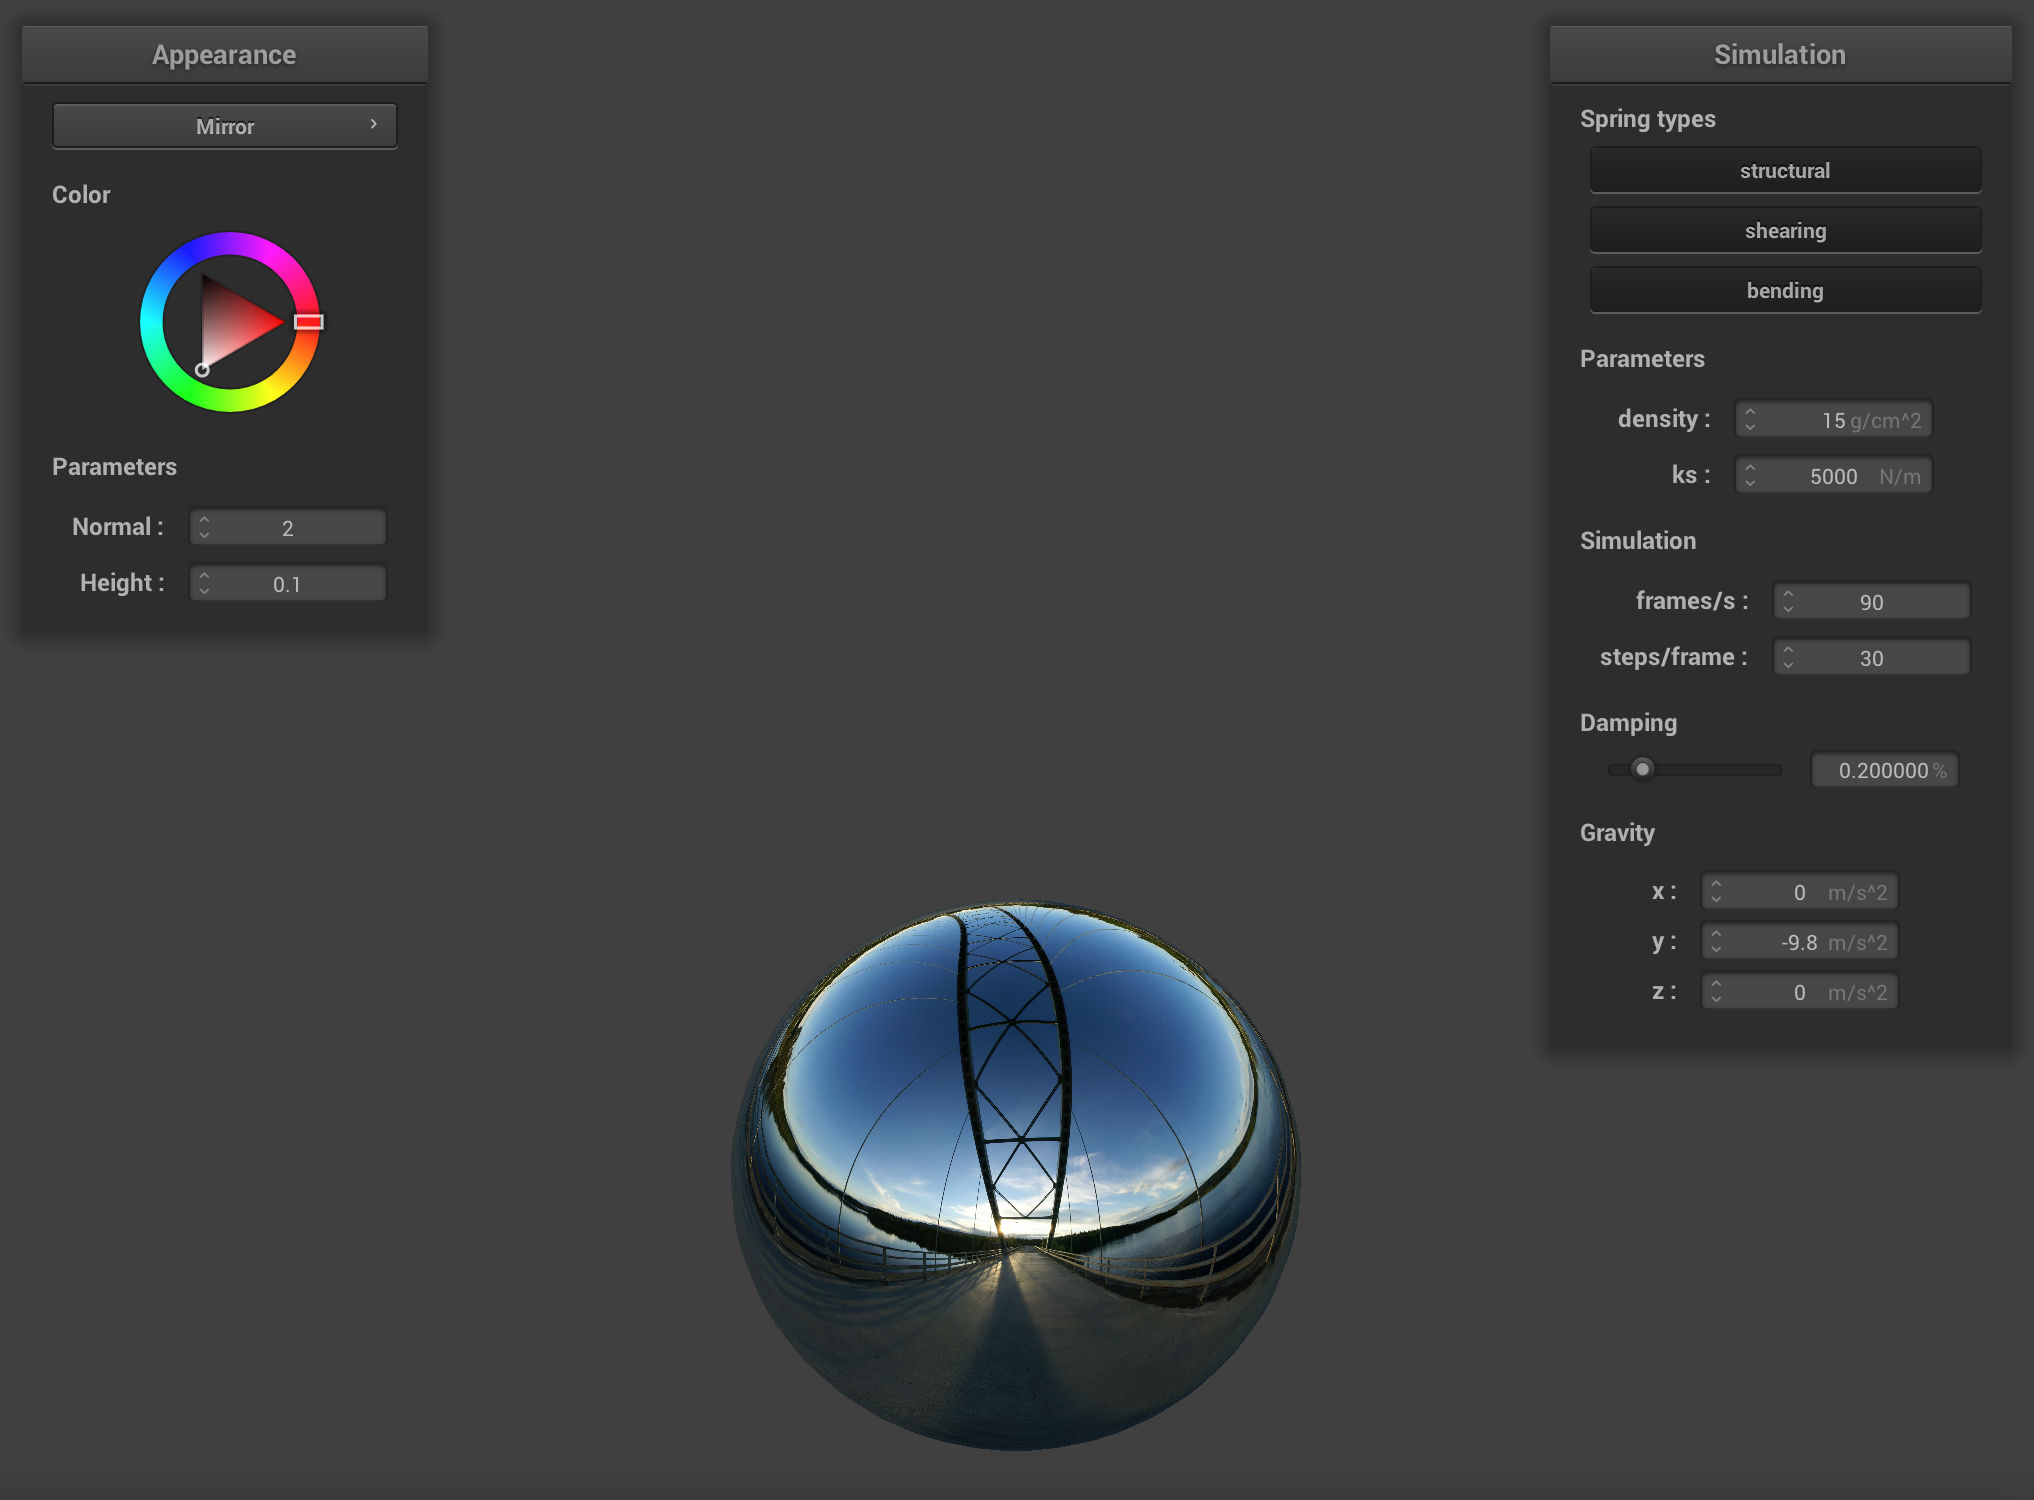 Appearance
Mirror
Color
Parameters
Normal : 2
Height : 0.1
Simulation
Spring types
structural
shearing
bending
Parameters
density : 15 g/cm^2
ks : 5000 N/m
Simulation
frames/s : 90
steps/frame : 30
Damping
0.200000 %
Gravity
x : 0 m/s^2
y : -9.8 m/s^2
z : 0 m/s^2